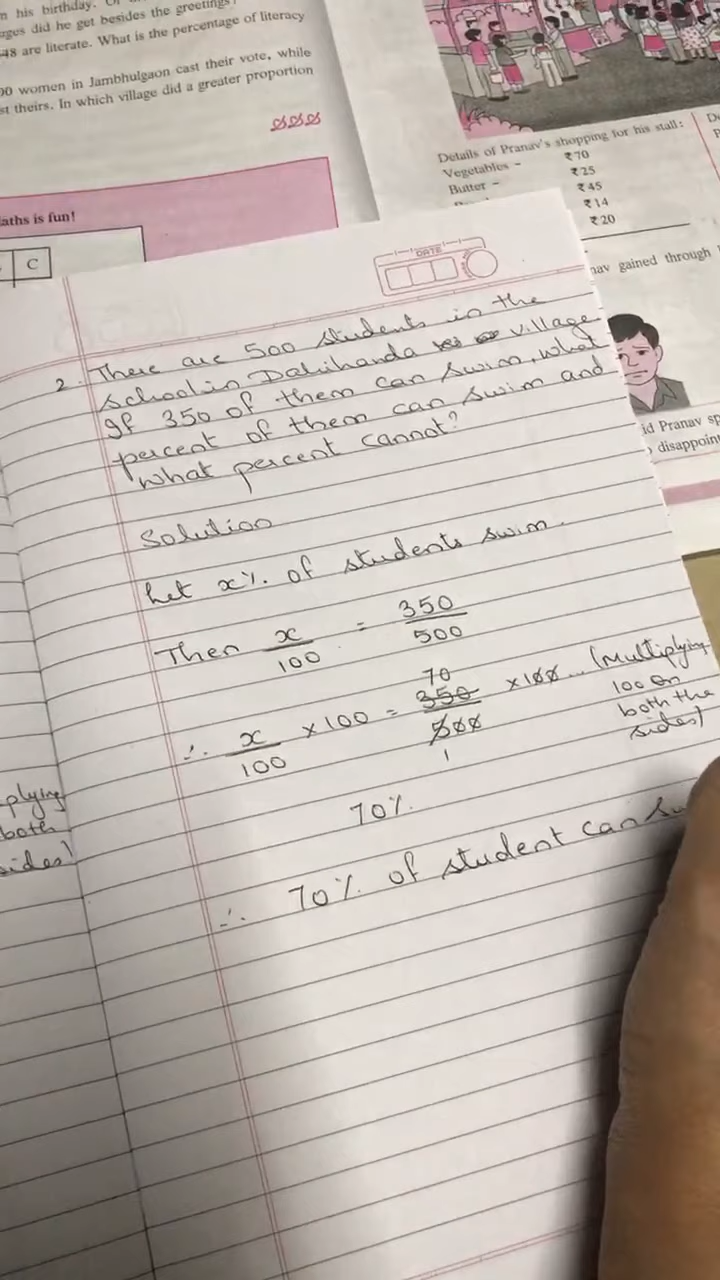 n his birthday.
ages did he get besides the greetings?
48 are literate. What is the percentage of literacy
00 women in Jambhulgaon cast their vote, while
st theirs. In which village did a greater proportion
aths is fun!
C
Details of Pranav's shopping for his stall:
Vegetables - ₹70
Butter - ₹25
₹45
₹14
₹20
nav gained through
id Pranav sp
disappoint
DATE
2. There are 500 students in the
school in Dahihanda village
If 350 of them can swim, what
percent of them can swim and
what percent cannot?
Solution
Let x% of students swim.
Then x/100 = 350/500
∴ x/100 × 100 = 350/500 × 100 ... (Multiplying
70
1
100 on
both the
sides)
70%
∴ 70% of student can su
plying
both
sides)